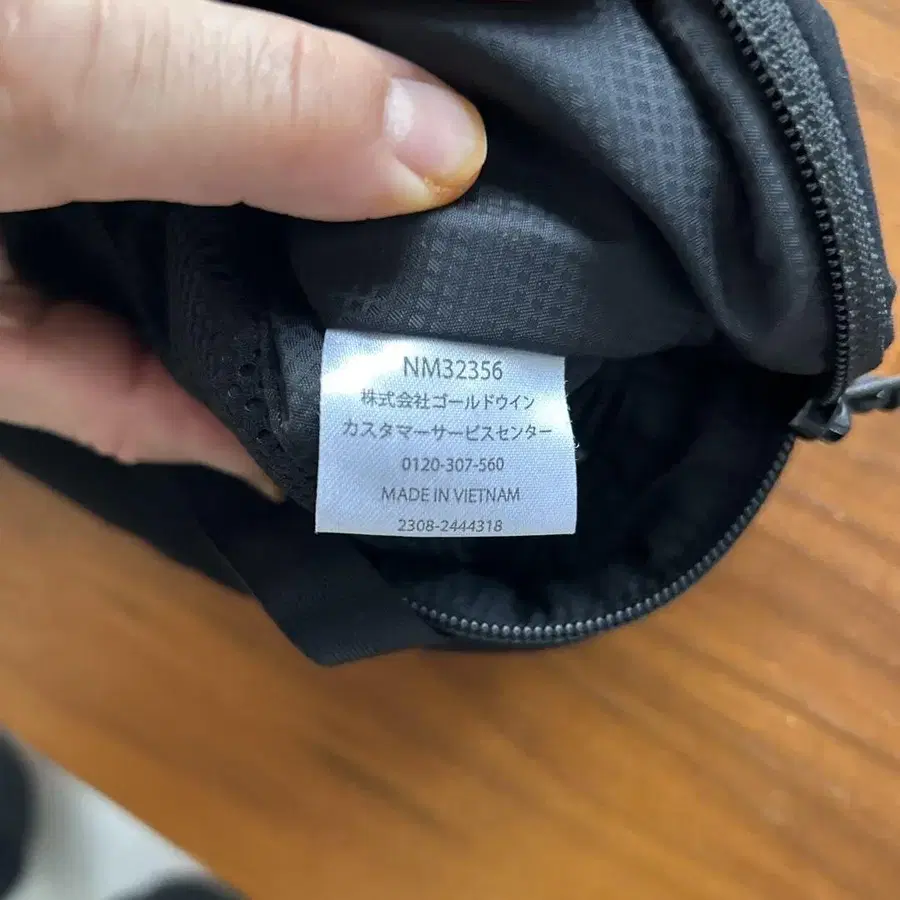 NM32356
株式会社ゴールドウイン
カスタマーサービスセンター
0120-307-560
MADE IN VIETNAM
2308-2444318